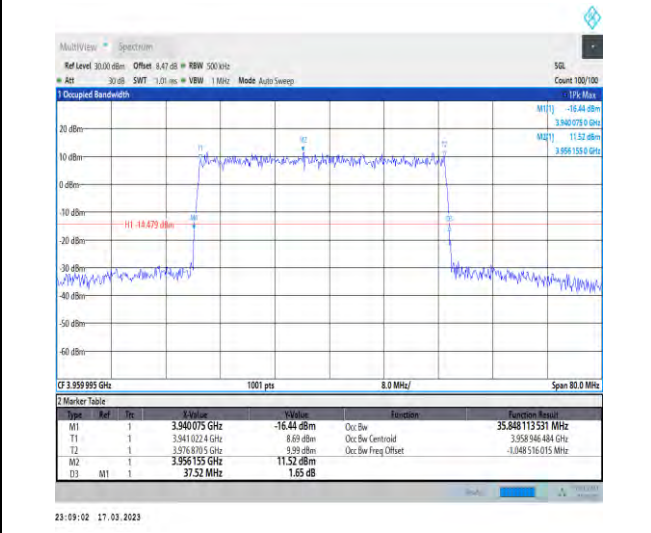 MultiView Spectrum
Ref Level 30.00 dBm Offset 8.47 dB RBW 500 kHz SGL
Att 30 dB SWT 1.01 ms VBW 1 MHz Mode Auto Sweep Count 100/100
1 Occupied Bandwidth 1Pk Max
M1[1] -16.44 dBm
3.940 075 0 GHz
M2[1] 11.52 dBm
3.956 155 0 GHz
20 dBm
T1 M2 T2
10 dBm
0 dBm
-10 dBm
H1 -14.479 dBm M1 D3
-20 dBm
-30 dBm
-40 dBm
-50 dBm
-60 dBm
CF 3.959 995 GHz 1001 pts 8.0 MHz/ Span 80.0 MHz
2 Marker Table
Type Ref Trc X-Value Y-Value Function Function Result
M1 1 3.940 075 GHz -16.44 dBm Occ Bw 35.848 113 531 MHz
T1 1 3.941 022 4 GHz 8.69 dBm Occ Bw Centroid 3.958 946 484 GHz
T2 1 3.976 870 5 GHz 9.99 dBm Occ Bw Freq Offset -1.048 516 015 MHz
M2 1 3.956 155 GHz 11.52 dBm
D3 M1 1 37.52 MHz 1.65 dB
23:09:02 17.03.2023